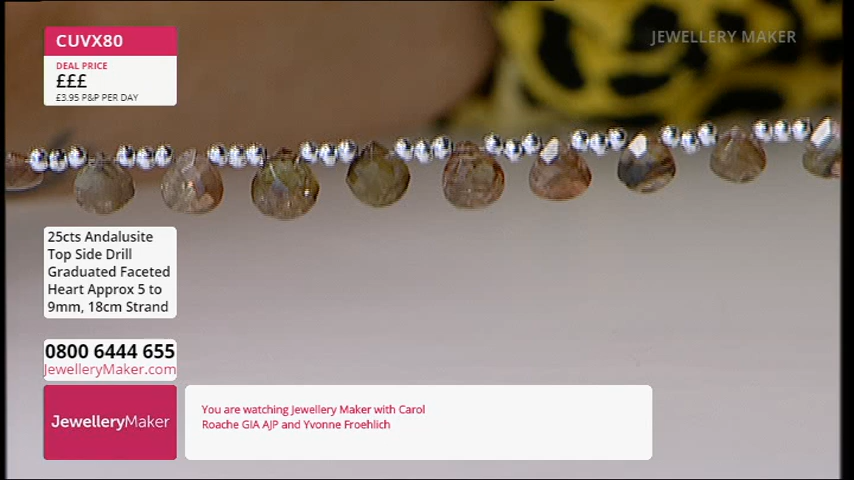 CUVX80
JEWELLERY MAKER
DEAL PRICE
£££
£3.95 P&P PER DAY
25cts Andalusite
Top Side Drill
Graduated Faceted
Heart Approx 5 to
9mm, 18cm Strand
0800 6444 655
JewelleryMaker.com
JewelleryMaker
You are watching Jewellery Maker with Carol
Roache GIA AJP and Yvonne Froehlich